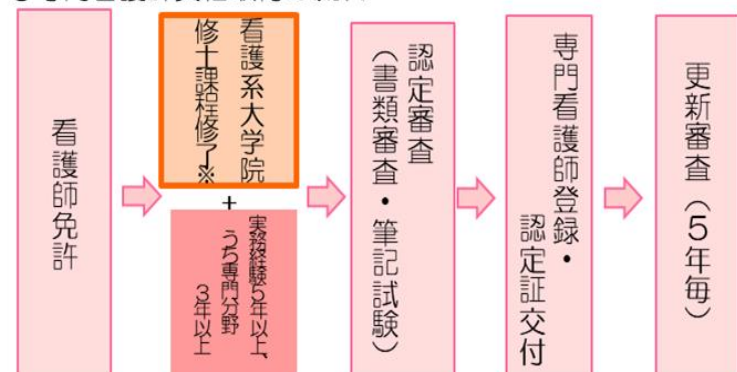 看護師免許
看護系大学院
修士課程修了※
+
実務経験5年以上、
うち専門分野
3年以上
認定審査
(書類審査・筆記試験)
専門看護師登録・
認定証交付
更新審査(5年毎)